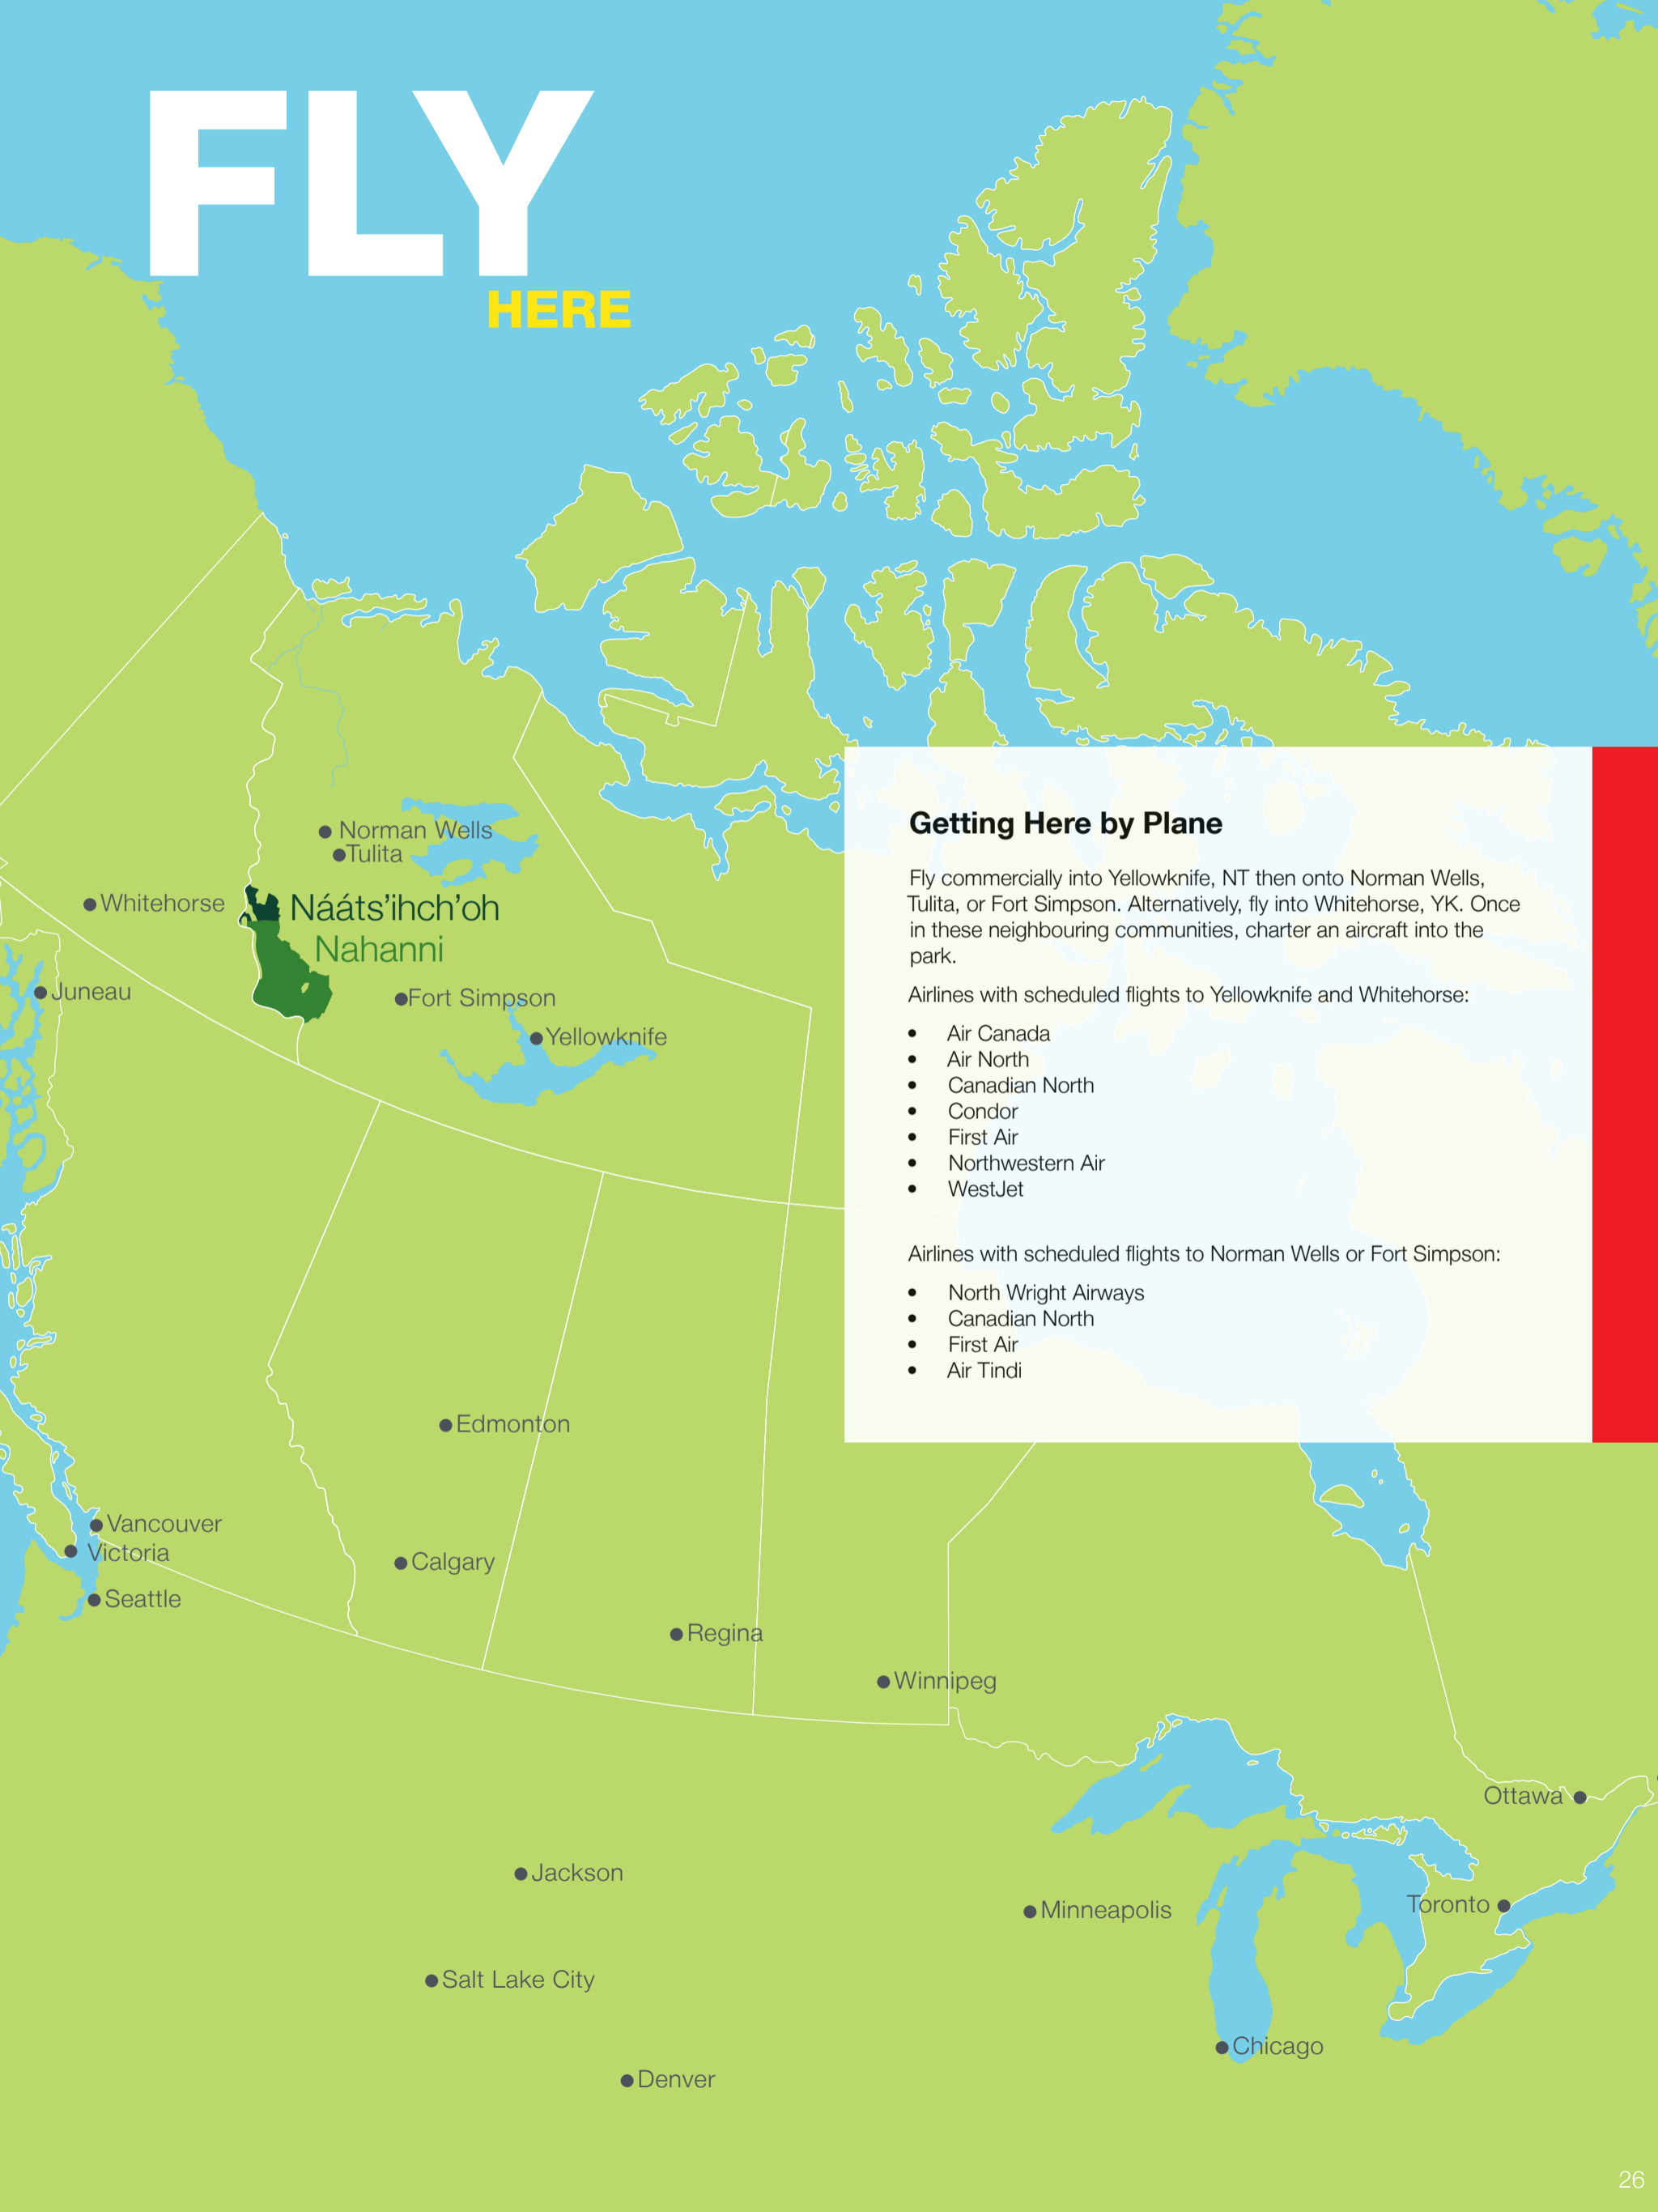 FLY
HERE
Norman Wells
Tulita
Whitehorse
Nááts’ihch’oh
Nahanni
Juneau
Fort Simpson
Yellowknife
Getting Here by Plane
Fly commercially into Yellowknife, NT then onto Norman Wells,
Tulita, or Fort Simpson. Alternatively, fly into Whitehorse, YK. Once
in these neighbouring communities, charter an aircraft into the
park.
Airlines with scheduled flights to Yellowknife and Whitehorse:
• Air Canada
• Air North
• Canadian North
• Condor
• First Air
• Northwestern Air
• WestJet
Airlines with scheduled flights to Norman Wells or Fort Simpson:
• North Wright Airways
• Canadian North
• First Air
• Air Tindi
Edmonton
Vancouver
Victoria
Calgary
Seattle
Regina
Winnipeg
Ottawa
Jackson
Minneapolis
Toronto
Salt Lake City
Chicago
Denver
26